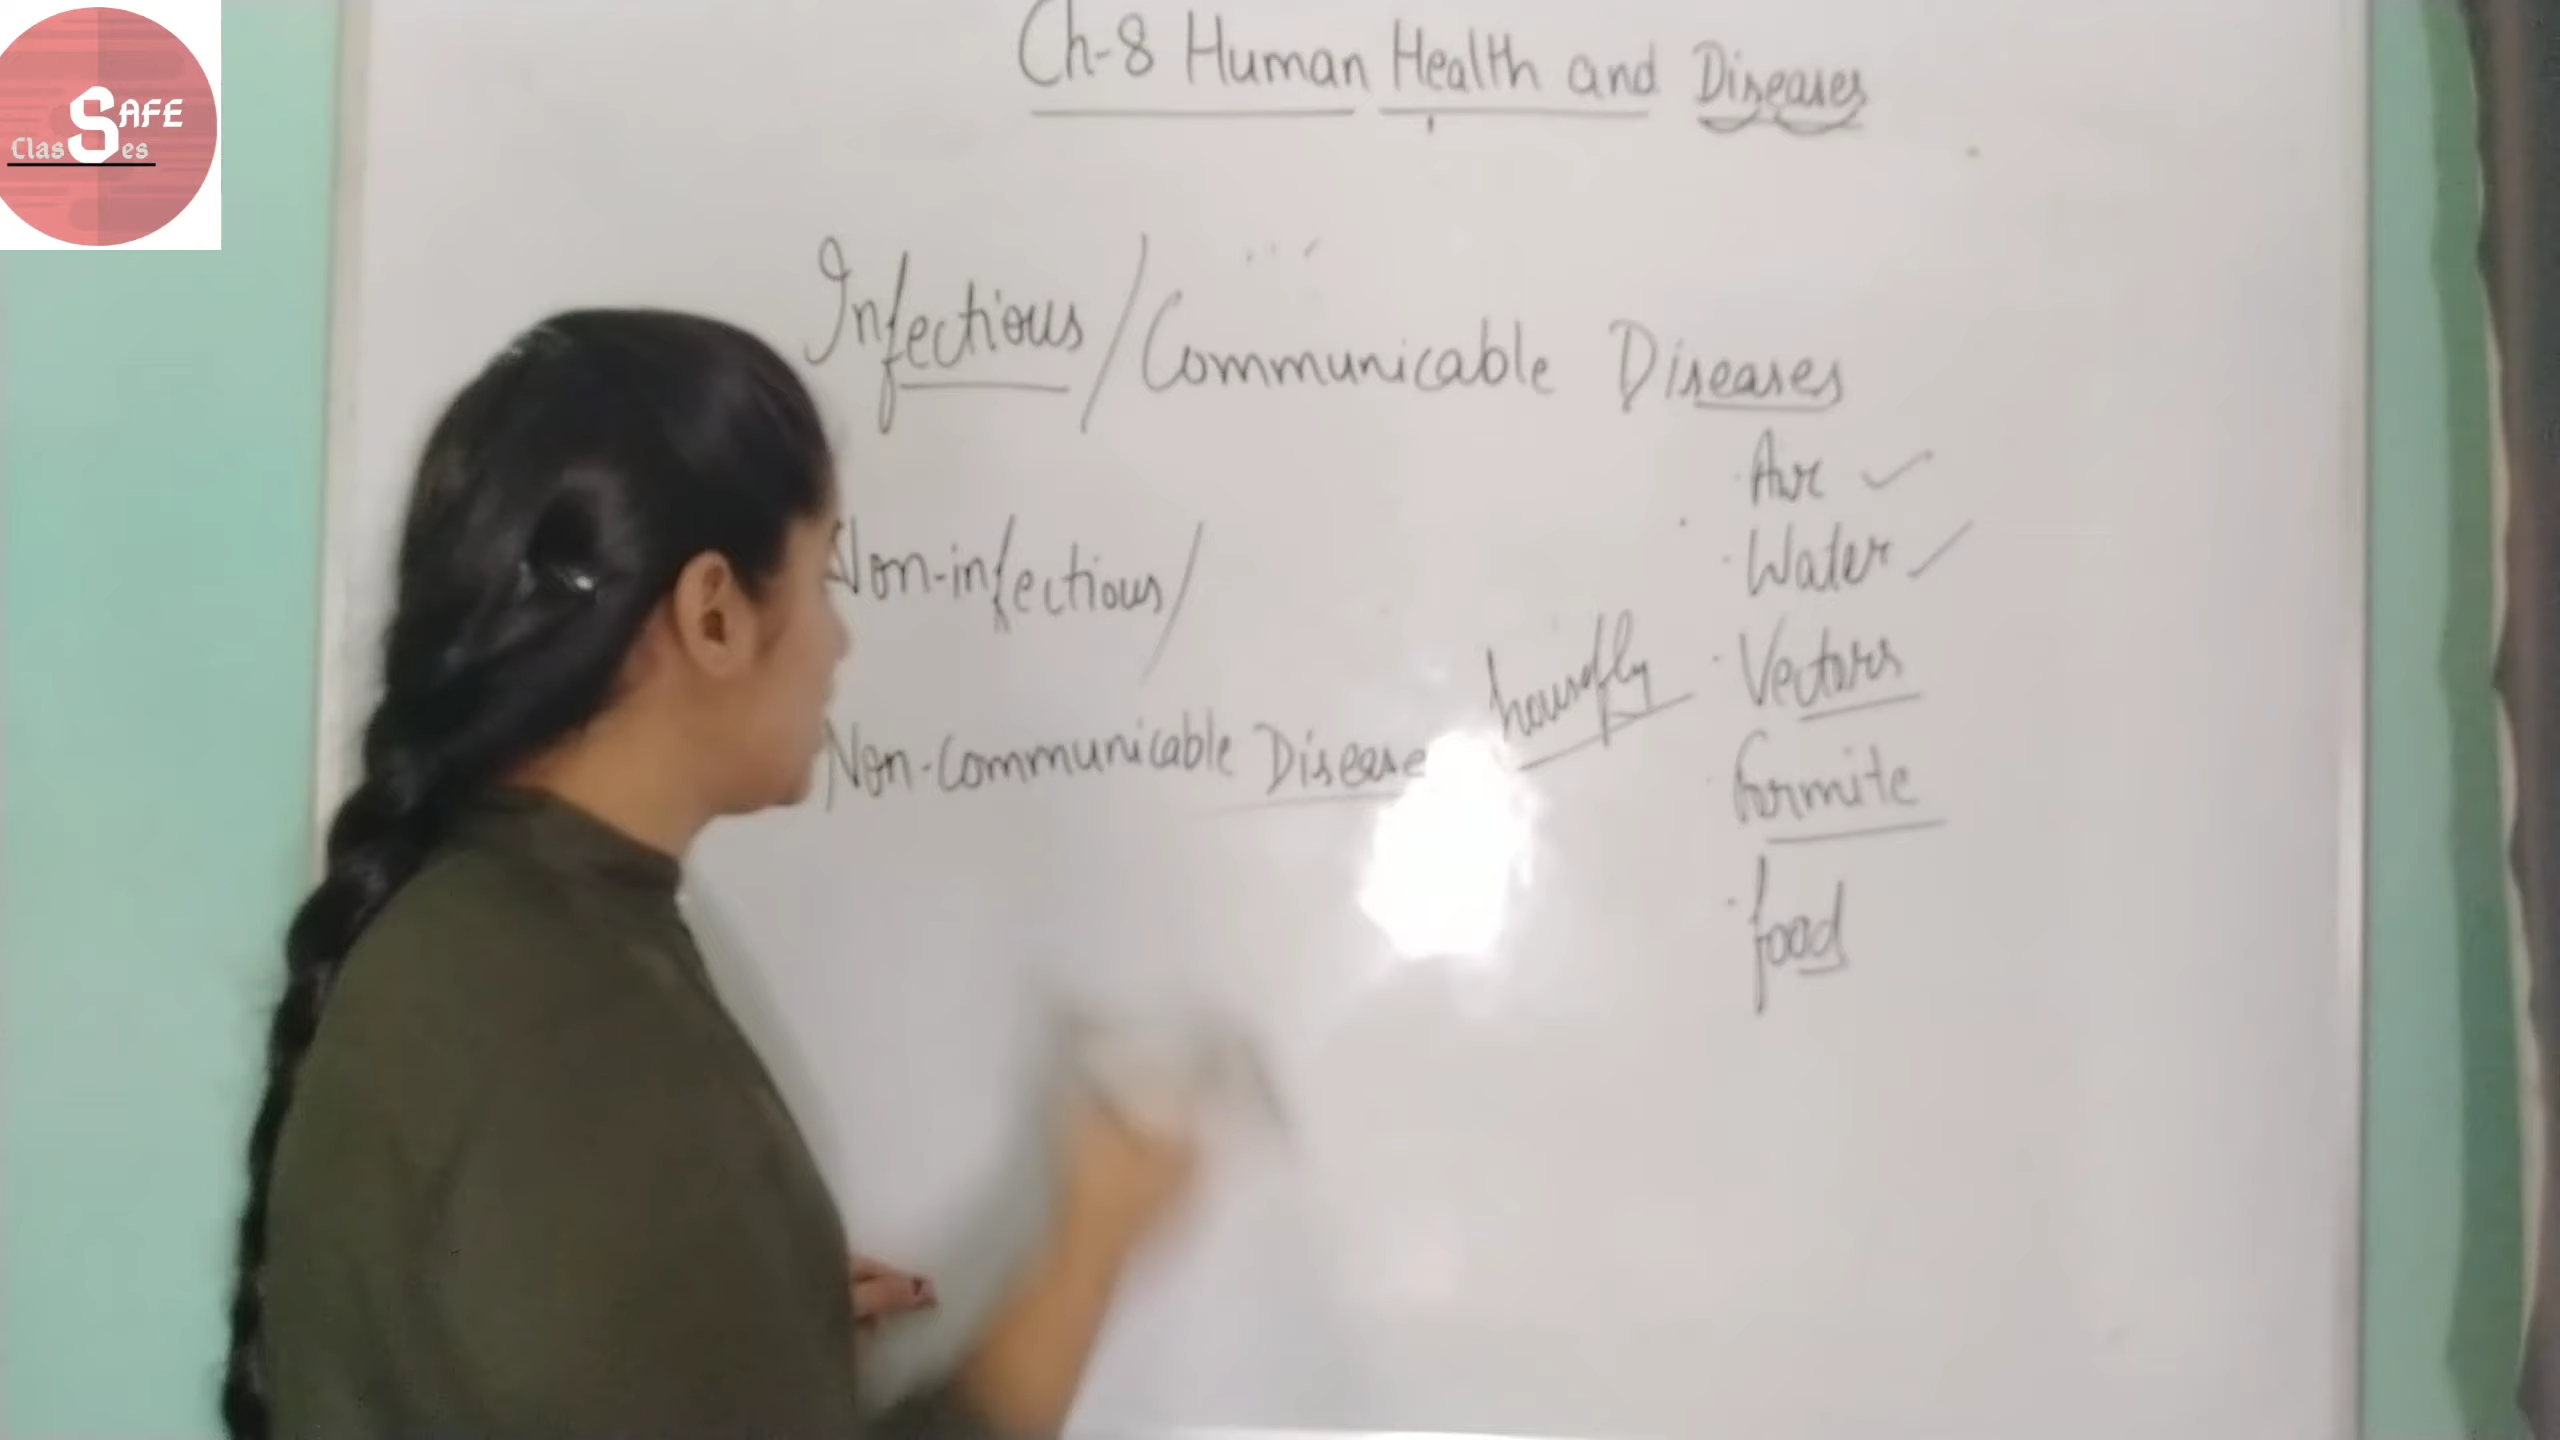 SAFE
Classes
Ch-8 Human Health and Diseases
Infectious/Communicable Diseases
Air ✓
Non-infectious/
Water ✓
housefly Vectors
Non-Communicable Disease
Formite
food